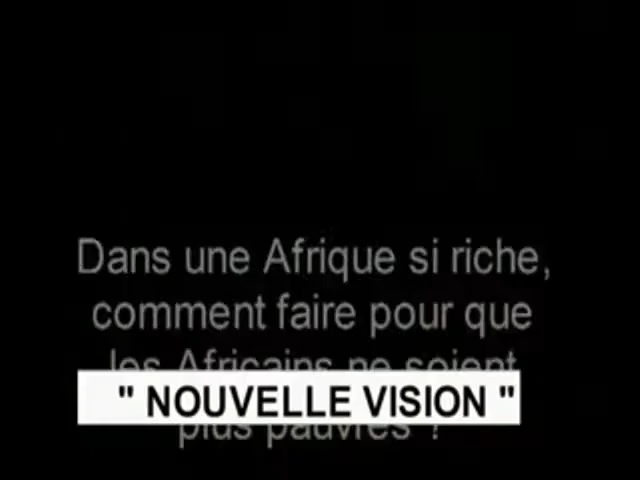 Dans une Afrique si riche,
comment faire pour que
les Africains ne soient
" NOUVELLE VISION "
plus pauvres ?